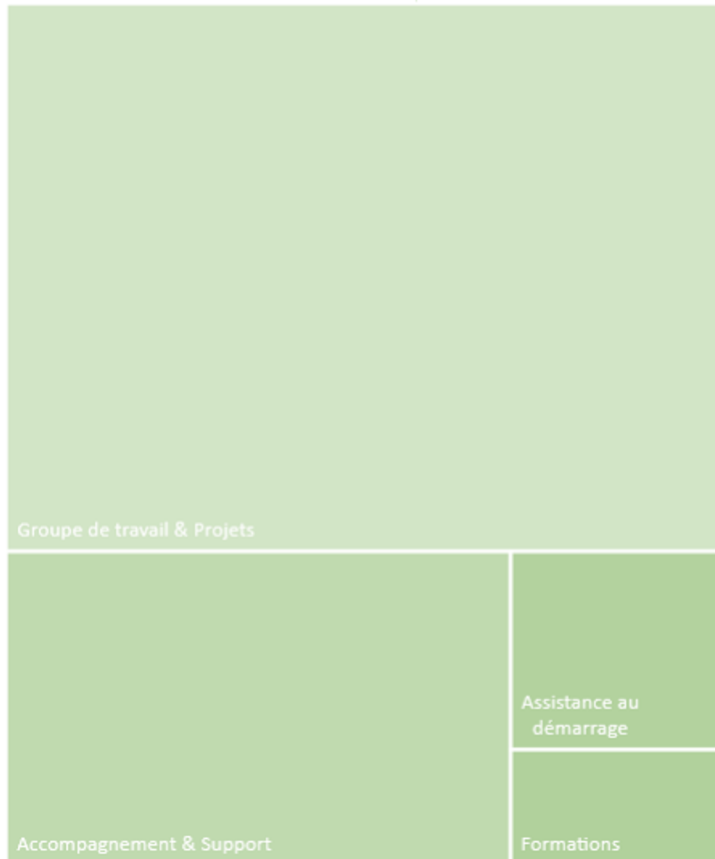 Groupe de travail & Projets
Assistance au
démarrage
Accompagnement & Support
Formations